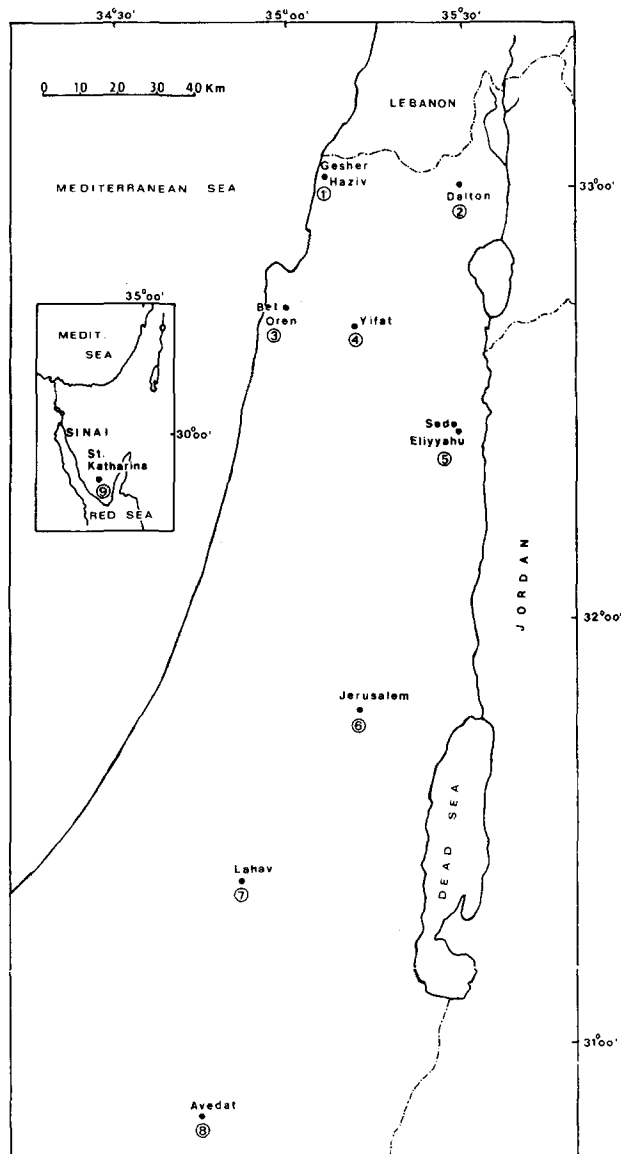 34°30'
35°00'
35°30'
0 10 20 30 40 Km
LEBANON
MEDITERRANEAN SEA
Gesher
Haziv
①
Dalton
②
33°00'
Bet
Oren
③
Yifat
④
35°00'
MEDIT.
SEA
SINAI
30°00'
St.
Katharina
⑨
RED SEA
Sede
Eliyyahu
⑤
JORDAN
32°00'
Jerusalem
⑥
DEAD SEA
Lahav
⑦
31°00'
Avedat
⑧